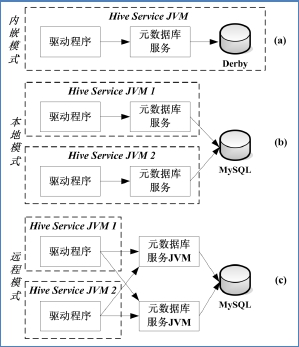 内嵌模式
Hive Service JVM
驱动程序
元数据库
服务
Derby
(a)
本地模式
Hive Service JVM 1
驱动程序
元数据库
服务
Hive Service JVM 2
驱动程序
元数据库
服务
MySQL
(b)
远程模式
Hive Service JVM 1
驱动程序
Hive Service JVM 2
驱动程序
元数据库
服务JVM
元数据库
服务JVM
MySQL
(c)